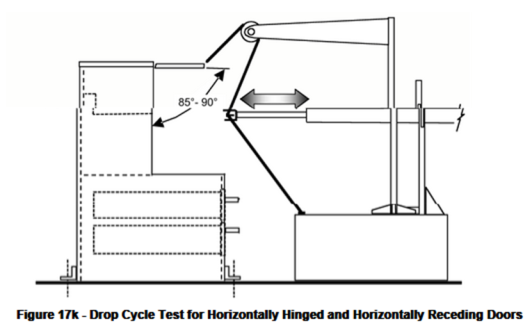 85°- 90°
Figure 17k - Drop Cycle Test for Horizontally Hinged and Horizontally Receding Doors